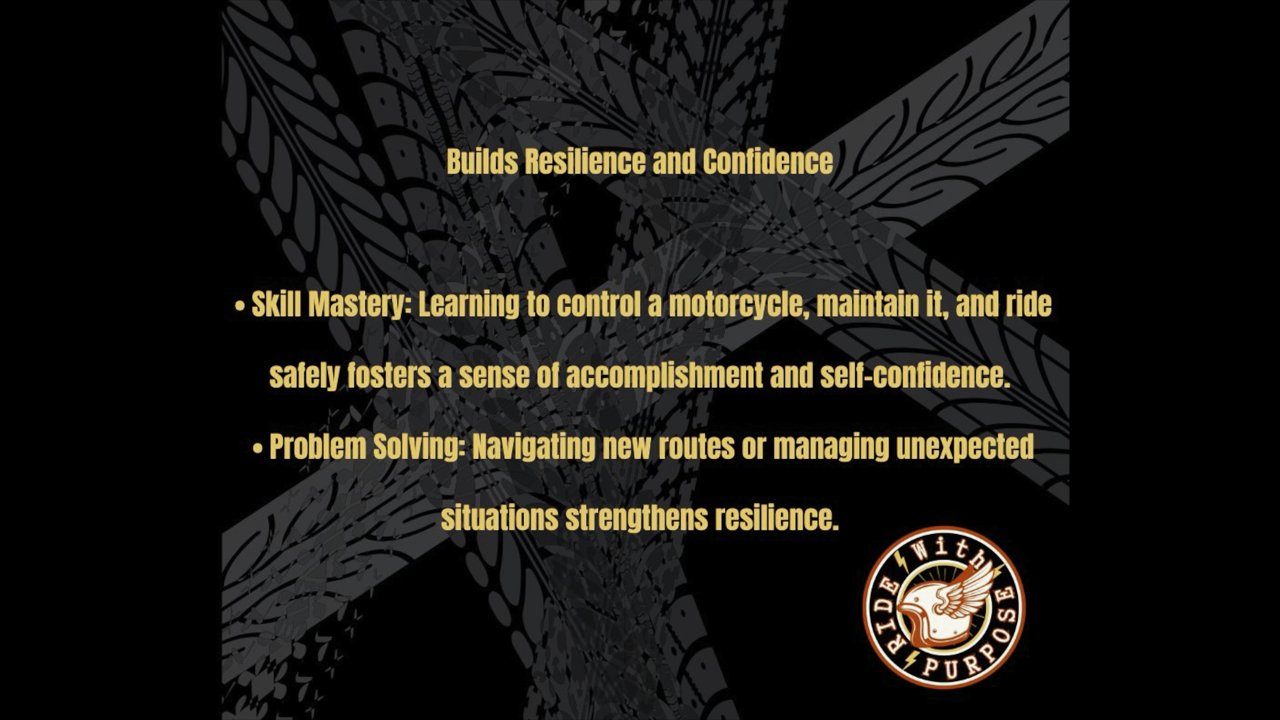 Builds Resilience and Confidence
• Skill Mastery: Learning to control a motorcycle, maintain it, and ride
safely fosters a sense of accomplishment and self-confidence.
• Problem Solving: Navigating new routes or managing unexpected
situations strengthens resilience.
RIDE With PURPOSE